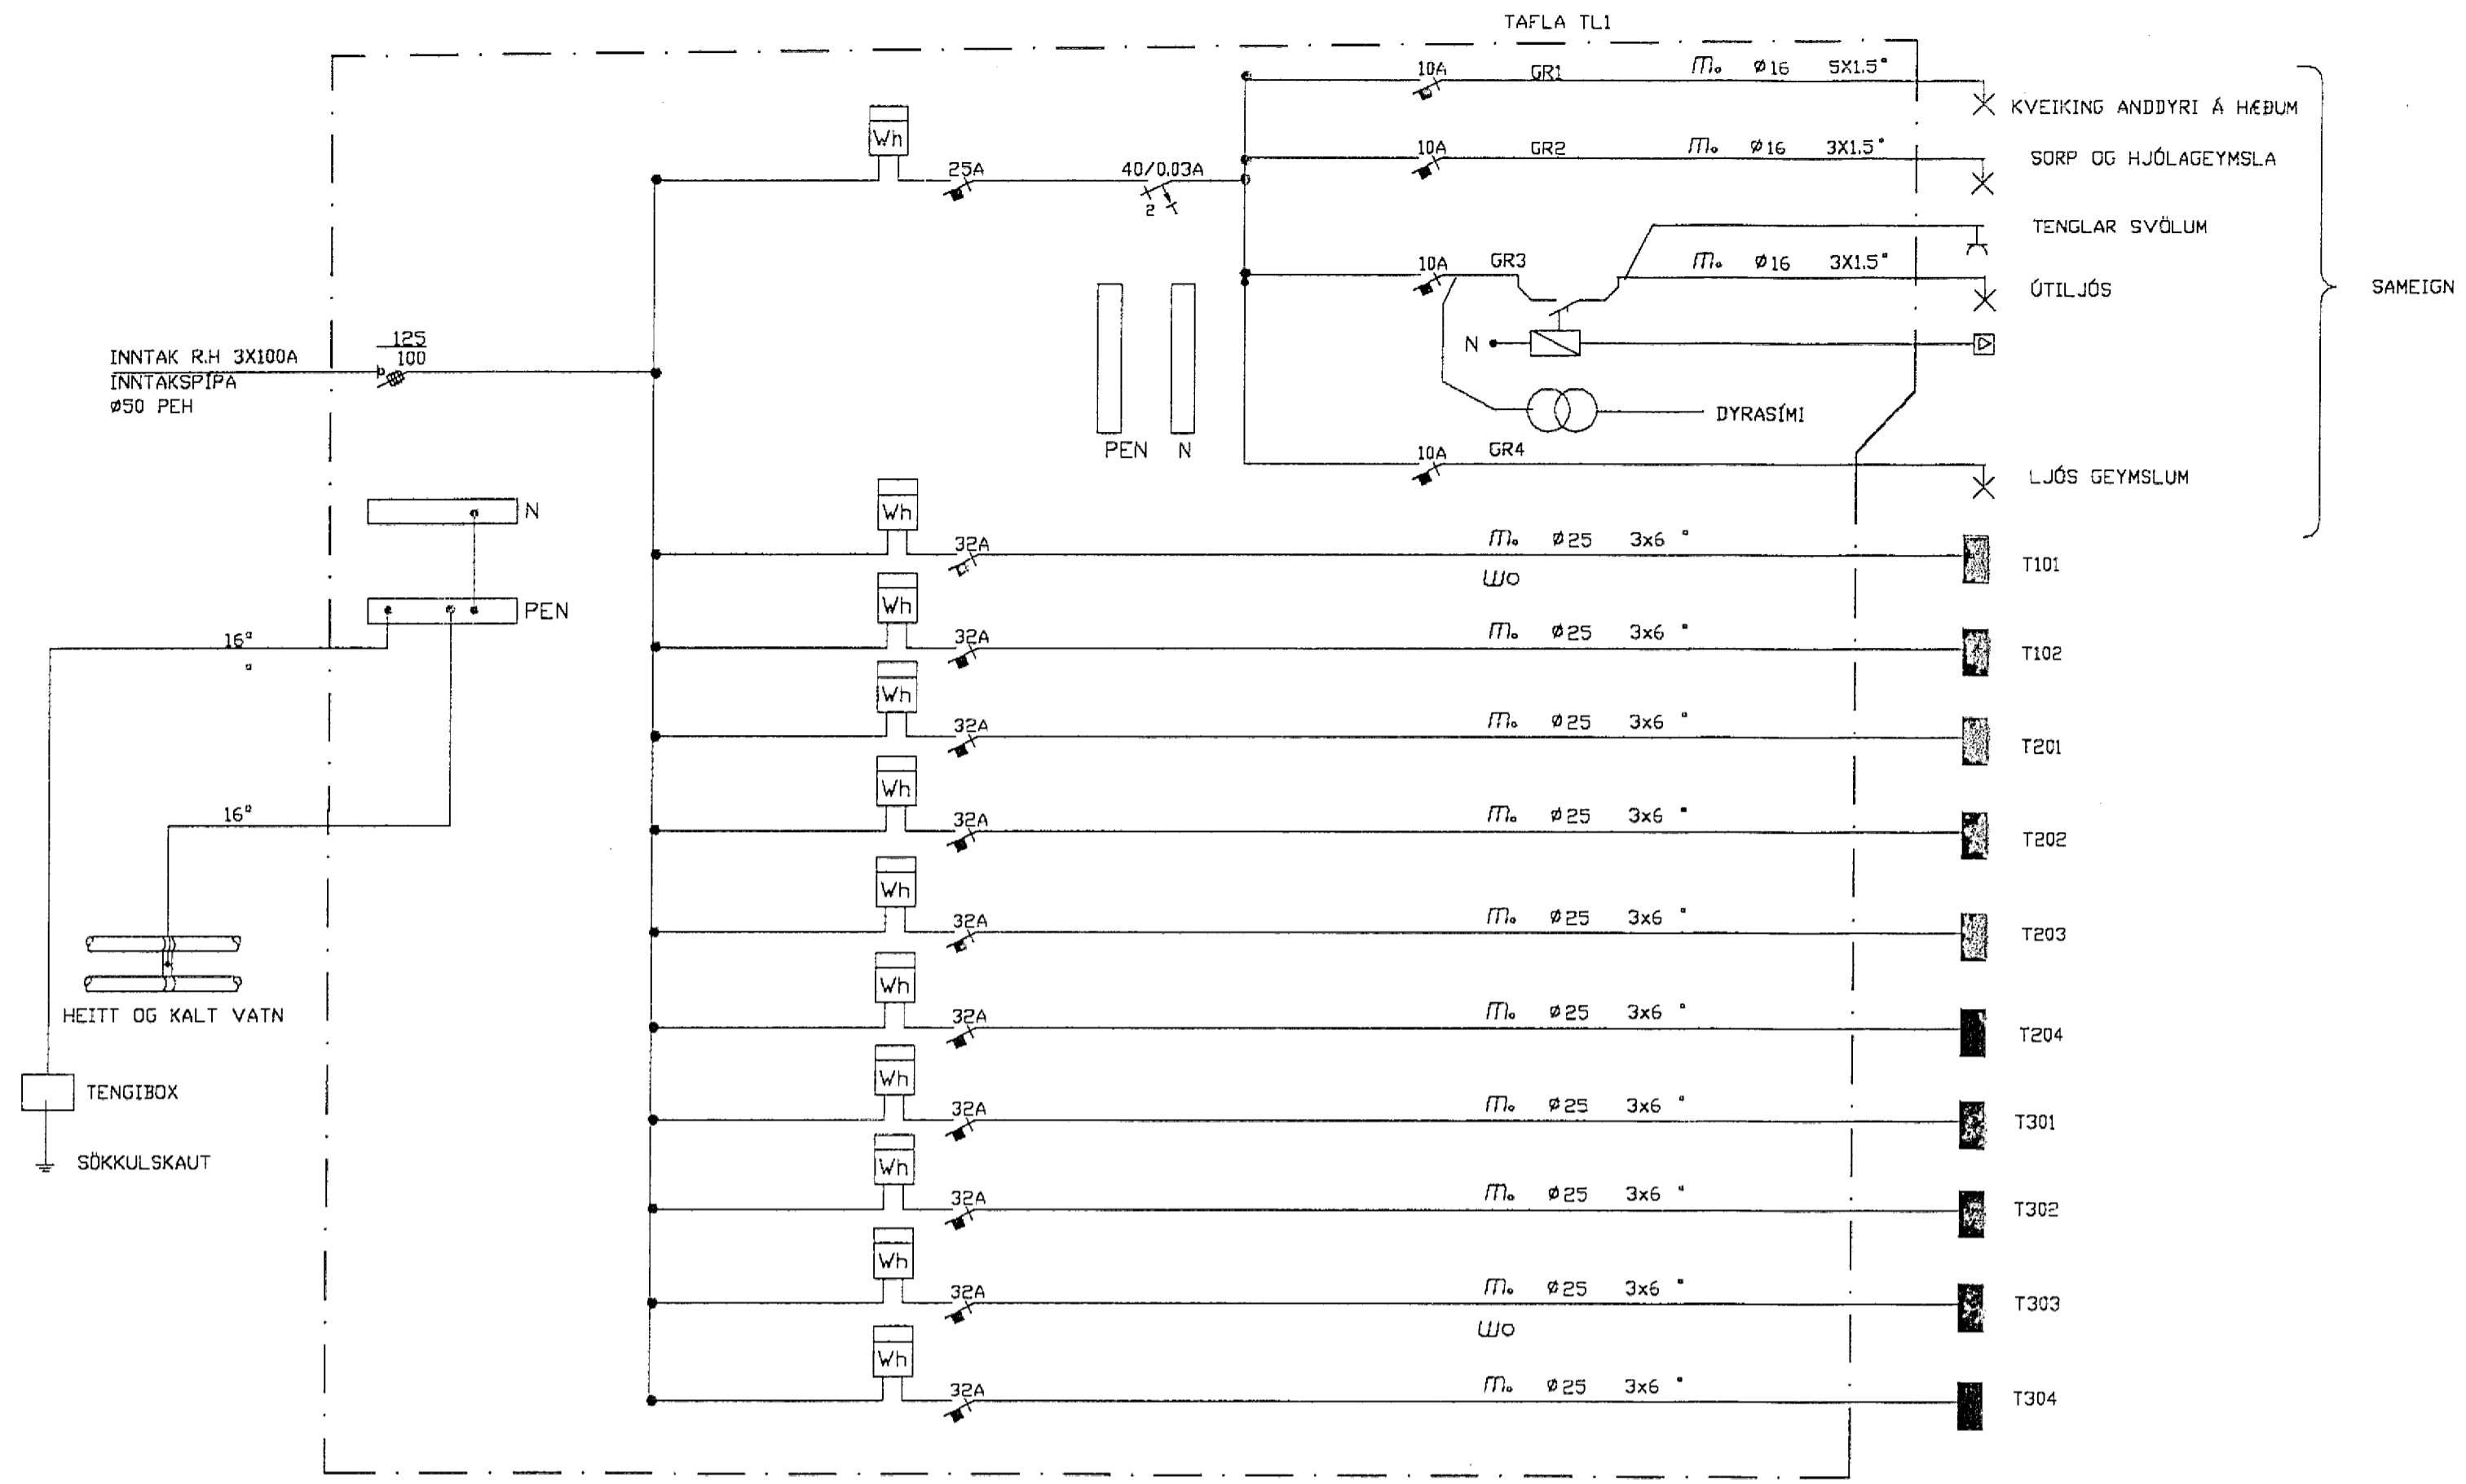 TAFLA TL1
10A GR1 m. ø16 5X1.5▫
KVEIKING ANDDYRI Á HÆÐUM
Wh
25A
40/0.03A
2
10A GR2 m. ø16 3X1.5▫
SORP OG HJÓLAGEYMSLA
TENGLAR SVÖLUM
10A GR3 m. ø16 3X1.5▫
ÚTILJÓS
SAMEIGN
N
DYRASÍMI
PEN N
10A GR4
LJÓS GEYMSLUM
125
100
INNTAK R.H 3X100A
INNTAKSPÍPA
ø50 PEH
N
PEN
16▫
▫
16▫
HEITT OG KALT VATN
TENGIBOX
SÖKKULSKAUT
Wh
32A m. ø25 3x6 ▫
T101
Wh
32A m. ø25 3x6 ▫
T102
Wh
32A m. ø25 3x6 ▫
T201
Wh
32A m. ø25 3x6 ▫
T202
Wh
32A m. ø25 3x6 ▫
T203
Wh
32A m. ø25 3x6 ▫
T204
Wh
32A m. ø25 3x6 ▫
T301
Wh
32A m. ø25 3x6 ▫
T302
Wh
32A m. ø25 3x6 ▫
T303
Wh
32A m. ø25 3x6 ▫
T304